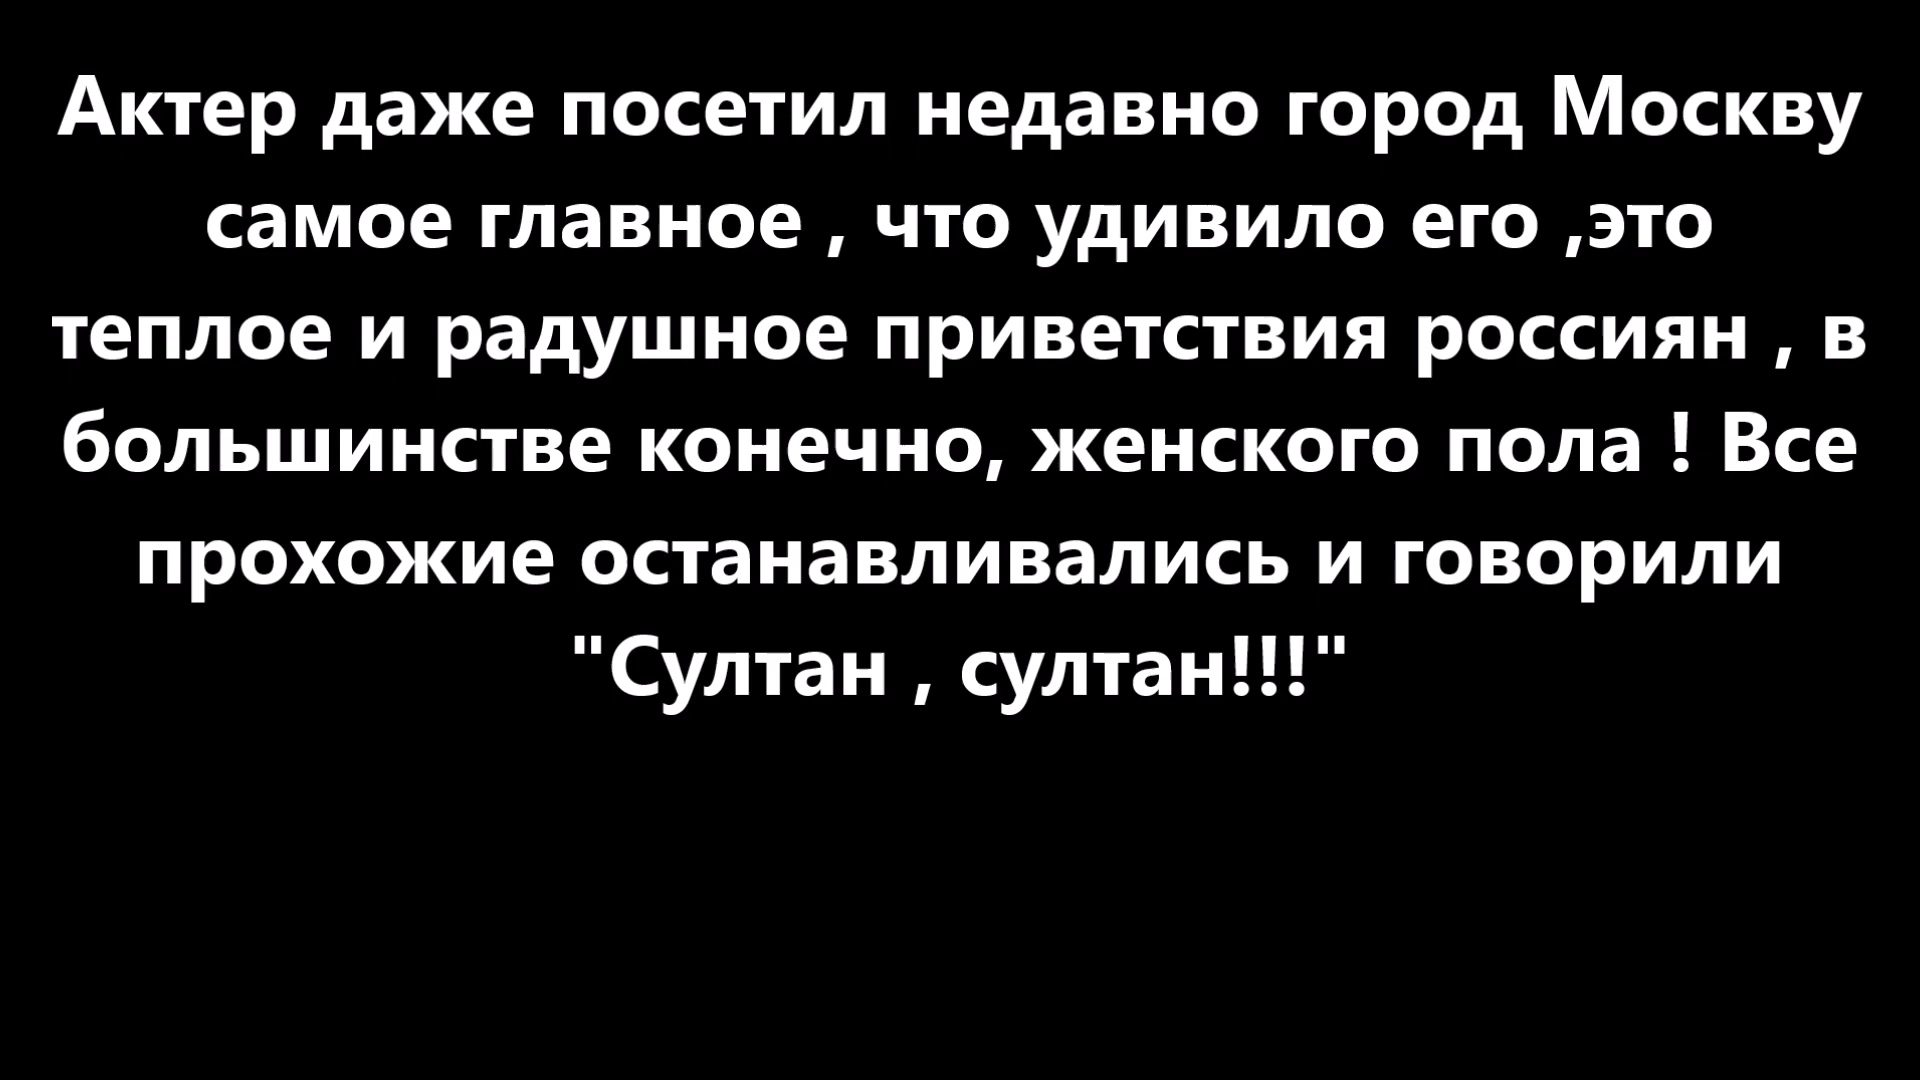 Актер даже посетил недавно город Москву
самое главное , что удивило его ,это
теплое и радушное приветствия россиян , в
большинстве конечно, женского пола ! Все
прохожие останавливались и говорили
"Султан , султан!!!"